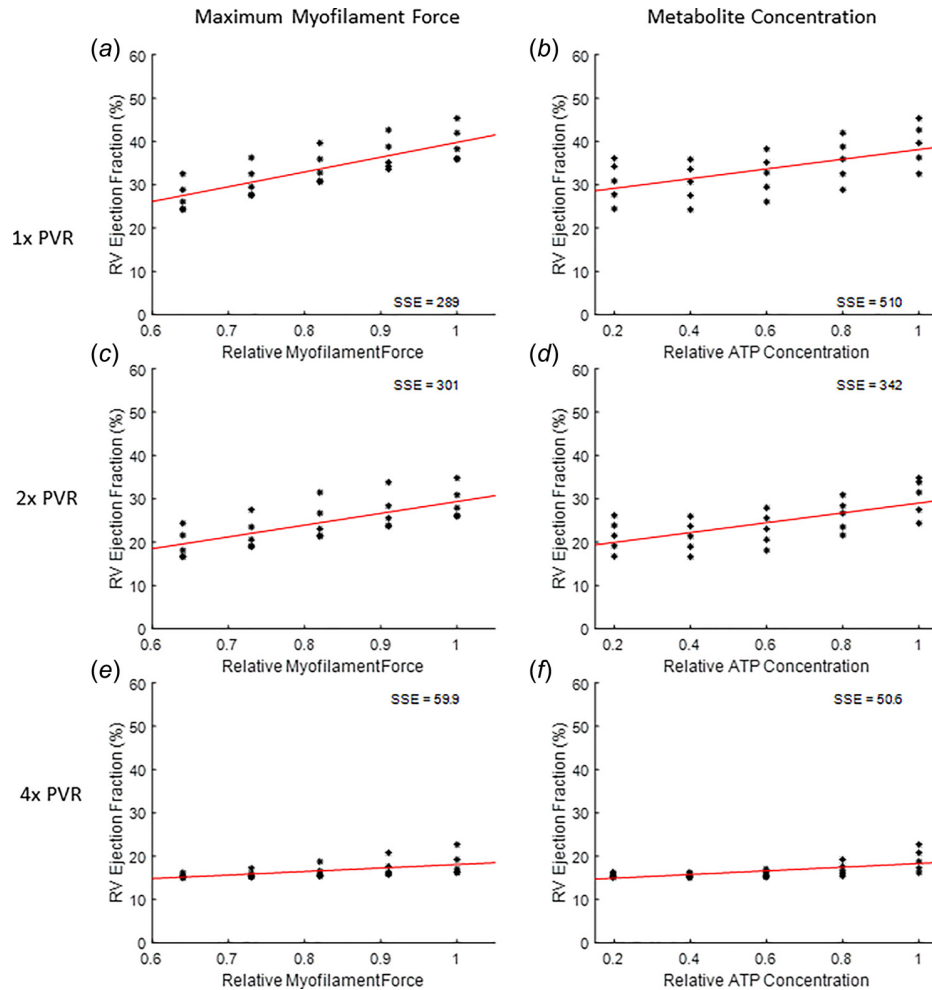 Maximum Myofilament Force
Metabolite Concentration
(a)
(b)
1x PVR
RV Ejection Fraction (%)
60
50
40
30
20
10
0
SSE = 289
0.6
0.7
0.8
0.9
1
Relative MyofilamentForce
RV Ejection Fraction (%)
60
50
40
30
20
10
0
SSE = 510
0.2
0.4
0.6
0.8
1
Relative ATP Concentration
(c)
(d)
2x PVR
RV Ejection Fraction (%)
60
50
40
30
20
10
0
SSE = 301
0.6
0.7
0.8
0.9
1
Relative MyofilamentForce
RV Ejection Fraction (%)
60
50
40
30
20
10
0
SSE = 342
0.2
0.4
0.6
0.8
1
Relative ATP Concentration
(e)
(f)
4x PVR
RV Ejection Fraction (%)
60
50
40
30
20
10
0
SSE = 59.9
0.6
0.7
0.8
0.9
1
Relative MyofilamentForce
RV Ejection Fraction (%)
60
50
40
30
20
10
0
SSE = 50.6
0.2
0.4
0.6
0.8
1
Relative ATP Concentration